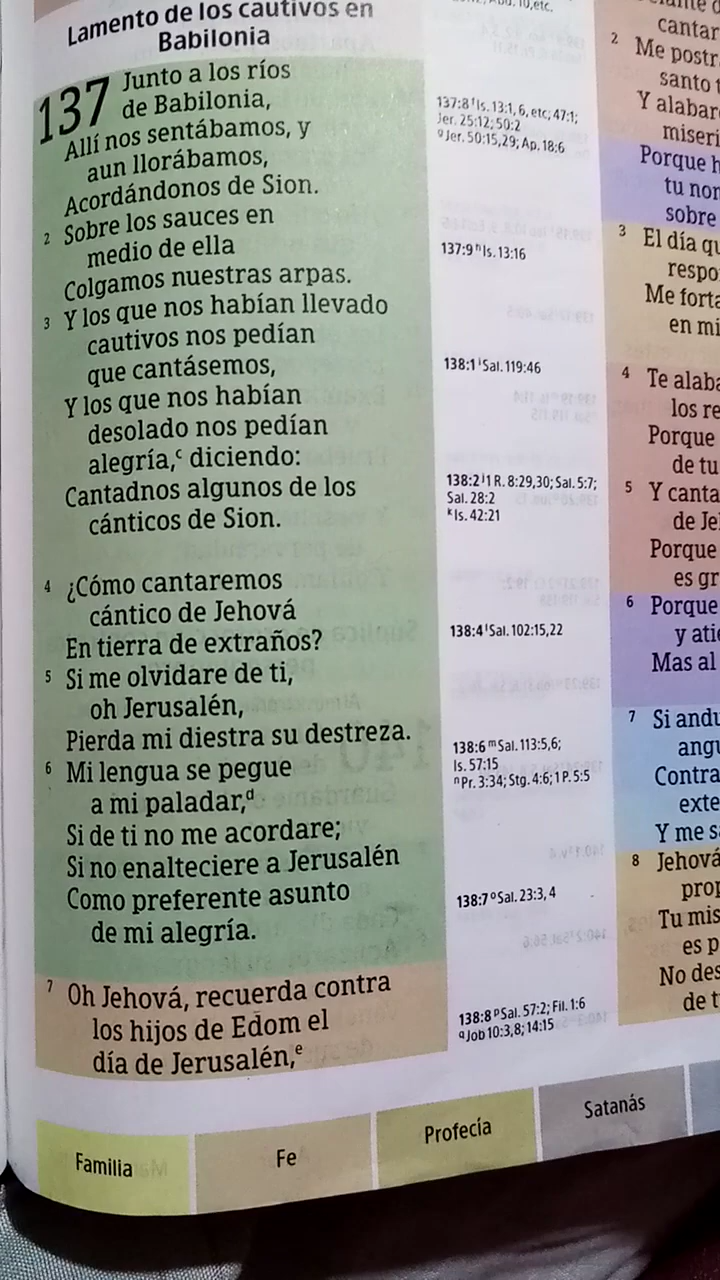 Lamento de los cautivos en
Babilonia
137 Junto a los ríos
de Babilonia,
Allí nos sentábamos, y
aun llorábamos,
Acordándonos de Sion.
2 Sobre los sauces en
medio de ella
Colgamos nuestras arpas.
3 Y los que nos habían llevado
cautivos nos pedían
que cantásemos,
Y los que nos habían
desolado nos pedían
alegría,c diciendo:
Cantadnos algunos de los
cánticos de Sion.
4 ¿Cómo cantaremos
cántico de Jehová
En tierra de extraños?
5 Si me olvidare de ti,
oh Jerusalén,
Pierda mi diestra su destreza.
6 Mi lengua se pegue
a mi paladar,d
Si de ti no me acordare;
Si no enalteciere a Jerusalén
Como preferente asunto
de mi alegría.
7 Oh Jehová, recuerda contra
los hijos de Edom el
día de Jerusalén,e
10,etc.
137:8 f Is. 13:1, 6, etc; 47:1;
Jer. 25:12; 50:2
g Jer. 50:15,29; Ap. 18:6
137:9 h Is. 13:16
138:1 i Sal. 119:46
138:2 j 1 R. 8:29,30; Sal. 5:7;
Sal. 28:2
k Is. 42:21
138:4 l Sal. 102:15,22
138:6 m Sal. 113:5,6;
Is. 57:15
n Pr. 3:34; Stg. 4:6; 1 P. 5:5
138:7 o Sal. 23:3, 4
138:8 p Sal. 57:2; Fil. 1:6
q Job 10:3,8; 14:15
cantar
2 Me postr
santo t
Y alabar
miseri
Porque h
tu nor
sobre
3 El día qu
respo
Me forta
en mi
4 Te alaba
los re
Porque
de tu
5 Y canta
de Je
Porque
es gr
6 Porque
y atie
Mas al
7 Si andu
angu
Contra
exte
Y me s
8 Jehová
prop
Tu mis
es p
No des
de t
Familia
Fe
Profecía
Satanás